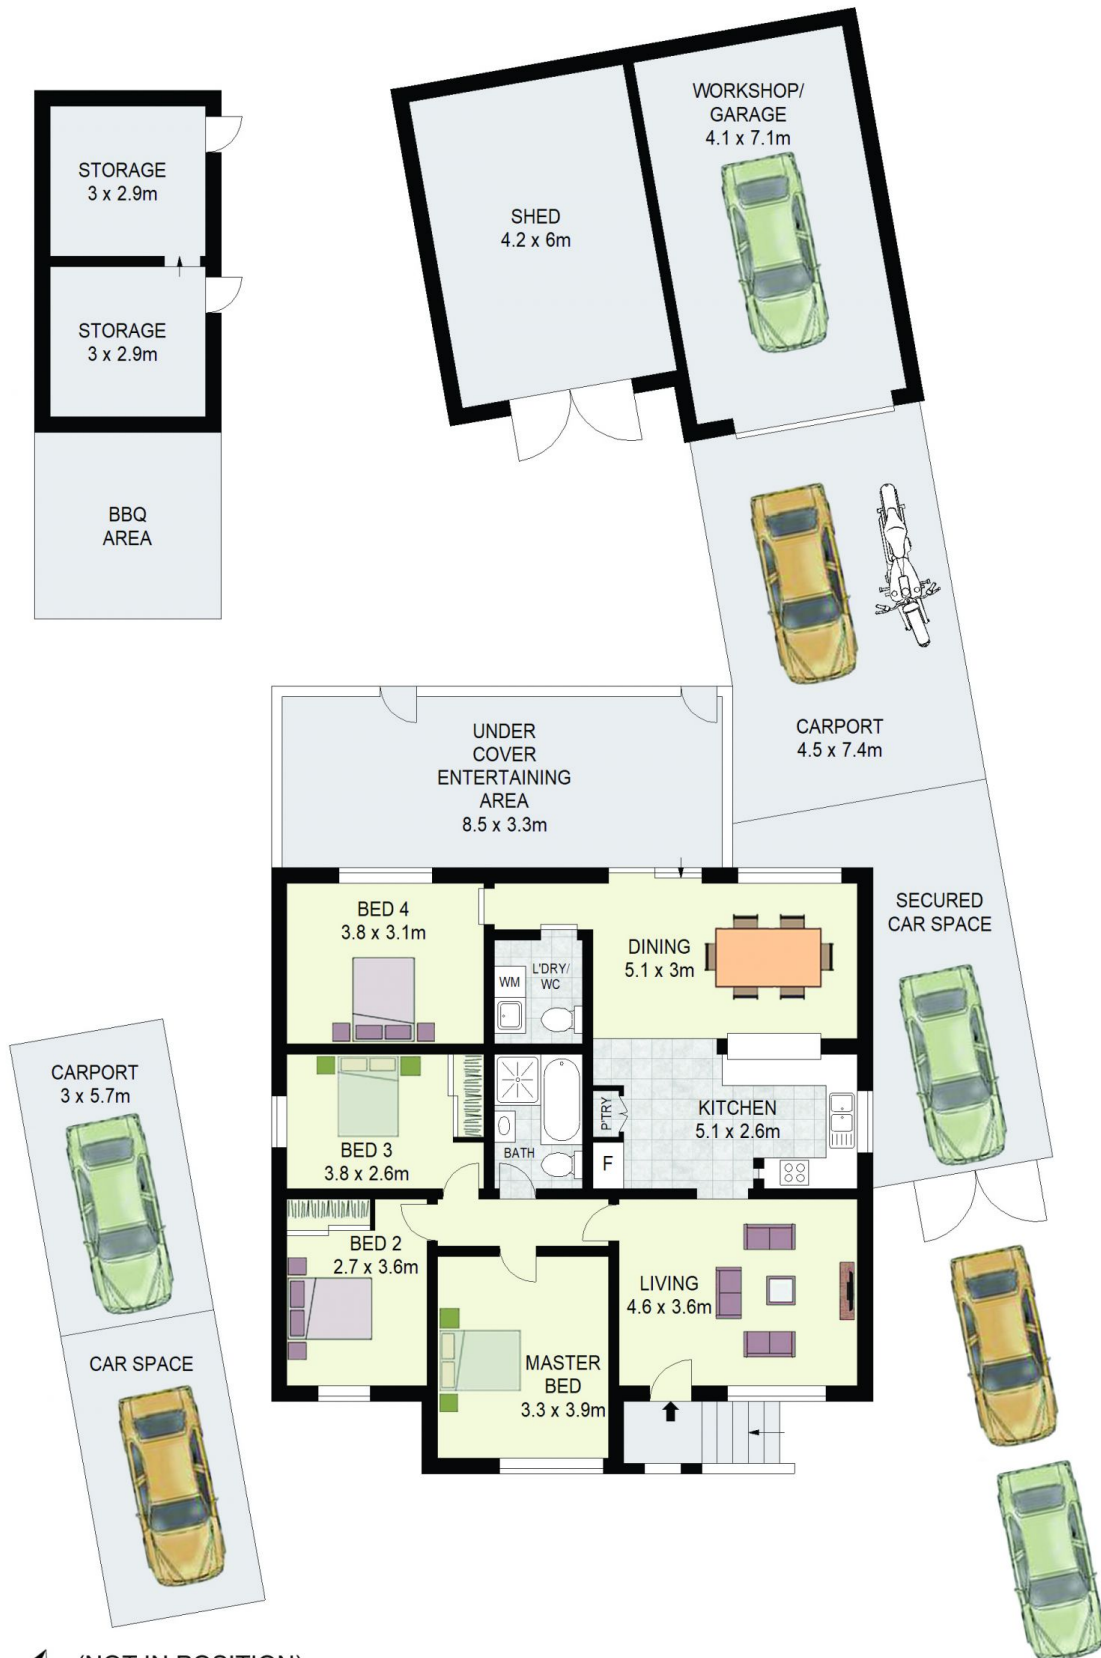 WORKSHOP/
GARAGE
4.1 x 7.1m
STORAGE
3 x 2.9m
SHED
4.2 x 6m
STORAGE
3 x 2.9m
BBQ
AREA
CARPORT
4.5 x 7.4m
UNDER
COVER
ENTERTAINING
AREA
8.5 x 3.3m
SECURED
CAR SPACE
BED 4
3.8 x 3.1m
DINING
5.1 x 3m
L'DRY/
WC
WM
CARPORT
3 x 5.7m
KITCHEN
5.1 x 2.6m
P'TRY
F
BED 3
3.8 x 2.6m
BATH
BED 2
2.7 x 3.6m
LIVING
4.6 x 3.6m
CAR SPACE
MASTER
BED
3.3 x 3.9m
(NOT IN POSITION)